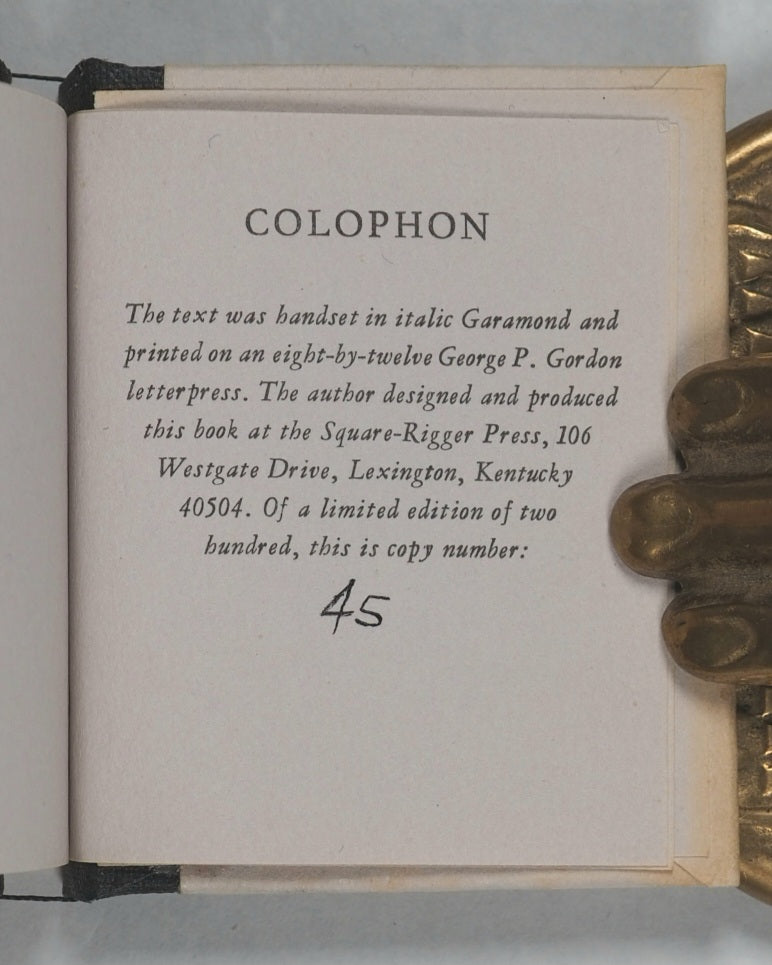 COLOPHON
The text was handset in italic Garamond and
printed on an eight-by-twelve George P. Gordon
letterpress. The author designed and produced
this book at the Square-Rigger Press, 106
Westgate Drive, Lexington, Kentucky
40504. Of a limited edition of two
hundred, this is copy number:
45